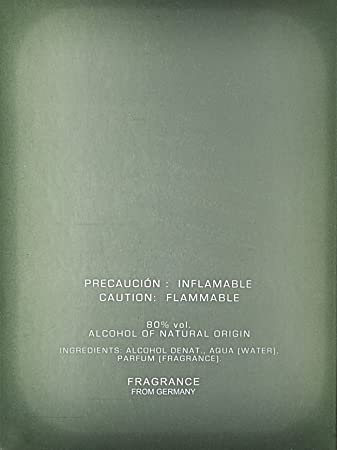 PRECAUCIÓN : INFLAMABLE
CAUTION: FLAMMABLE
80% vol.
ALCOHOL OF NATURAL ORIGIN
INGREDIENTS: ALCOHOL DENAT., AQUA (WATER),
PARFUM (FRAGRANCE).
FRAGRANCE
FROM GERMANY